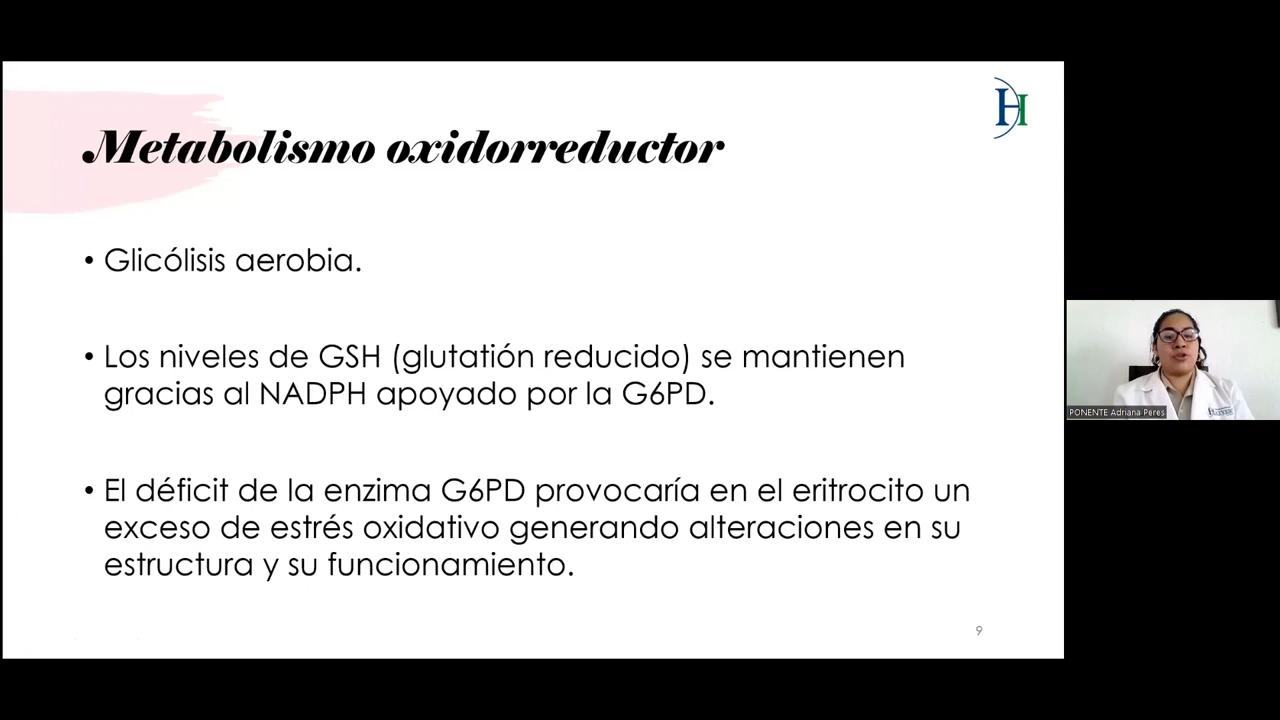 Metabolismo oxidorreductor
• Glicólisis aerobia.
• Los niveles de GSH (glutatión reducido) se mantienen
gracias al NADPH apoyado por la G6PD.
• El déficit de la enzima G6PD provocaría en el eritrocito un
exceso de estrés oxidativo generando alteraciones en su
estructura y su funcionamiento.
9
PONENTE Adriana Peres